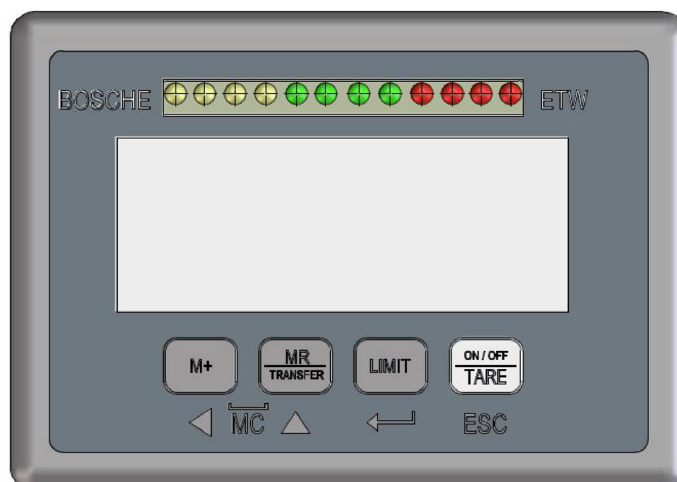 BOSCHE ETW
M+ MR TRANSFER LIMIT ON / OFF TARE
MC ESC